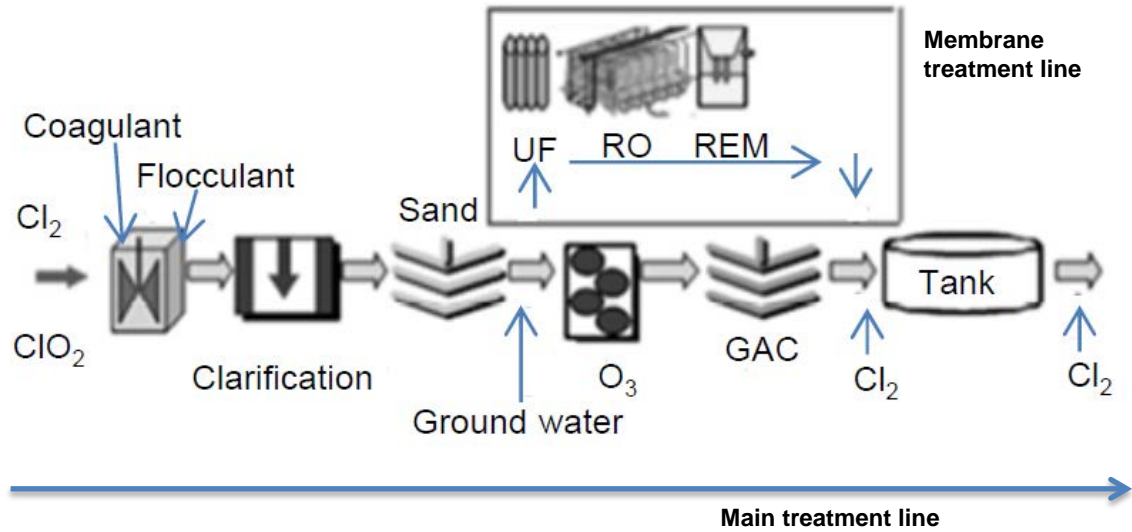 Membrane
treatment line
Coagulant
UF RO REM
Flocculant
Sand
Cl₂
Tank
ClO₂
GAC
Clarification
O₃
Cl₂
Cl₂
Ground water
Main treatment line